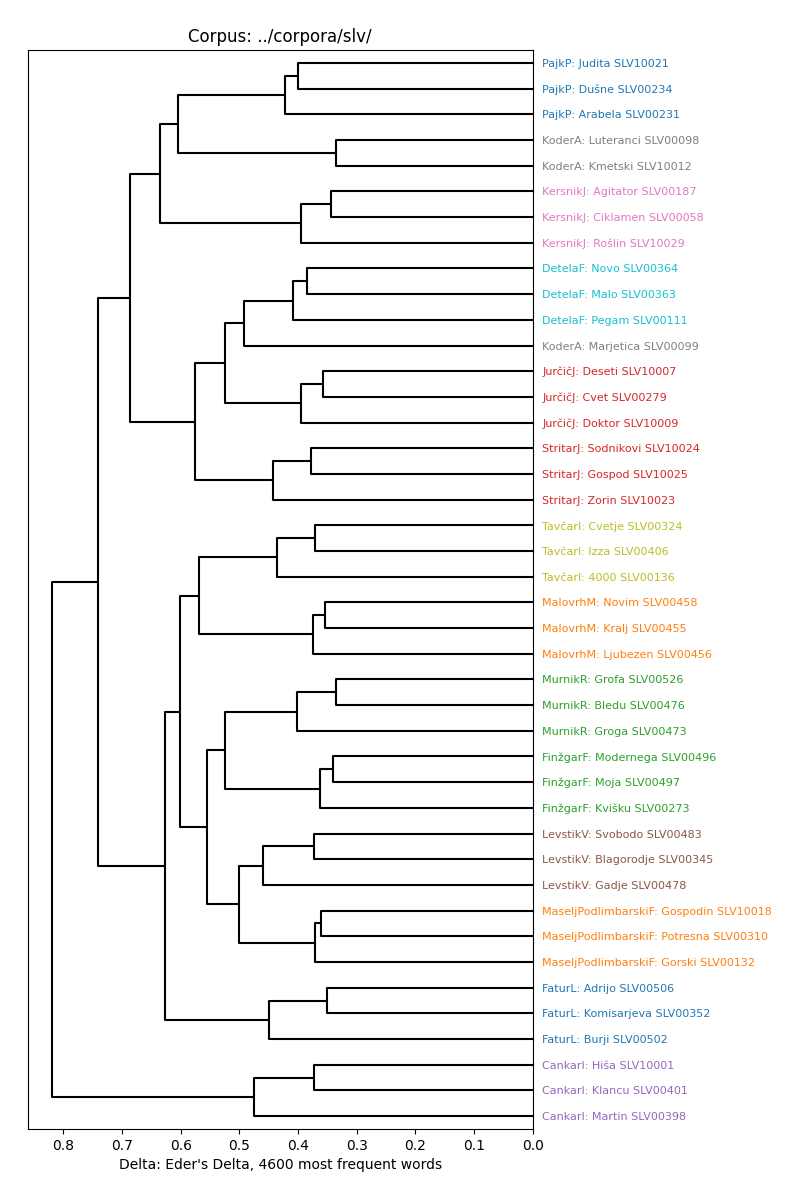 Corpus: ../corpora/slv/
PajkP: Judita SLV10021
PajkP: Dušne SLV00234
PajkP: Arabela SLV00231
KoderA: Luteranci SLV00098
KoderA: Kmetski SLV10012
KersnikJ: Agitator SLV00187
KersnikJ: Ciklamen SLV00058
KersnikJ: Rošlin SLV10029
DetelaF: Novo SLV00364
DetelaF: Malo SLV00363
DetelaF: Pegam SLV00111
KoderA: Marjetica SLV00099
JurčičJ: Deseti SLV10007
JurčičJ: Cvet SLV00279
JurčičJ: Doktor SLV10009
StritarJ: Sodnikovi SLV10024
StritarJ: Gospod SLV10025
StritarJ: Zorin SLV10023
TavčarI: Cvetje SLV00324
TavčarI: Izza SLV00406
TavčarI: 4000 SLV00136
MalovrhM: Novim SLV00458
MalovrhM: Kralj SLV00455
MalovrhM: Ljubezen SLV00456
MurnikR: Grofa SLV00526
MurnikR: Bledu SLV00476
MurnikR: Groga SLV00473
FinžgarF: Modernega SLV00496
FinžgarF: Moja SLV00497
FinžgarF: Kvišku SLV00273
LevstikV: Svobodo SLV00483
LevstikV: Blagorodje SLV00345
LevstikV: Gadje SLV00478
MaseljPodlimbarskiF: Gospodin SLV10018
MaseljPodlimbarskiF: Potresna SLV00310
MaseljPodlimbarskiF: Gorski SLV00132
FaturL: Adrijo SLV00506
FaturL: Komisarjeva SLV00352
FaturL: Burji SLV00502
CankarI: Hiša SLV10001
CankarI: Klancu SLV00401
CankarI: Martin SLV00398
0.8 0.7 0.6 0.5 0.4 0.3 0.2 0.1 0.0
Delta: Eder's Delta, 4600 most frequent words